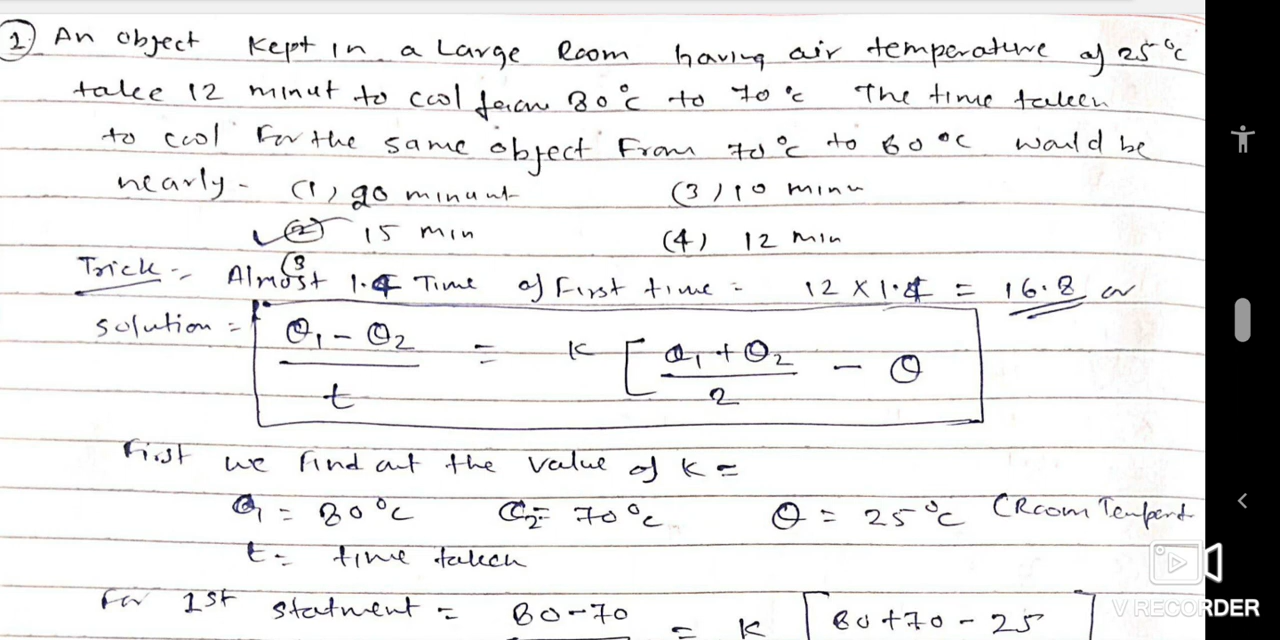 1) An object kept in a Large Room having air temperature of 25°C
take 12 minut to cool from 80°C to 70°C The time taken
to cool For the same object From 70°C to 60°C would be
nearly - (1) 20 minunt (3) 10 minu
(2) 15 min (4) 12 min
Trick :- Almost 1.4 Time of First time = 12 X 1.4 = 16.8 or
solution = θ₁ - θ₂ / t = K [ θ₁ + θ₂ / 2 - θ
First we find out the value of K =
θ₁ = 80°C θ₂ = 70°C θ = 25°C (Room Tempert
t = time taken
For 1st statment = 80-70 = K [ 80+70-25 ]
V RECORDER